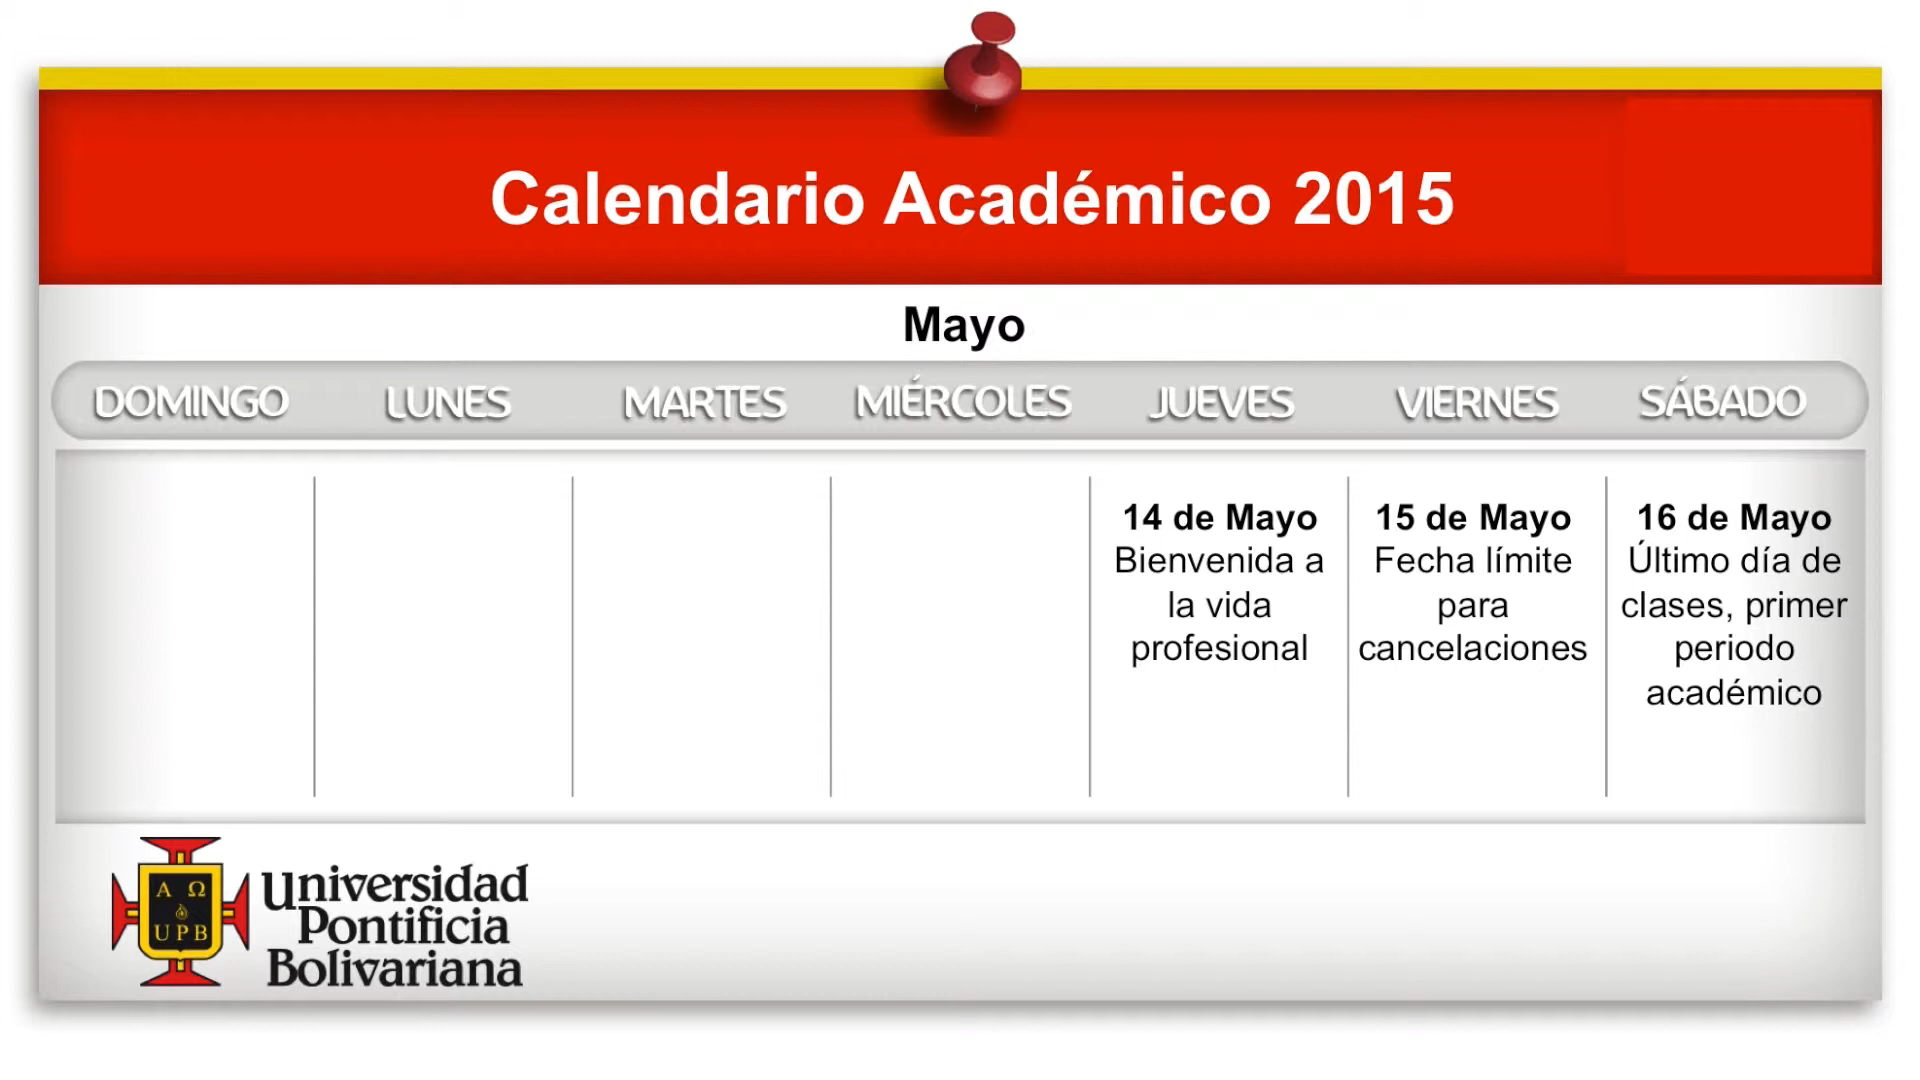 Calendario Académico 2015
Mayo
DOMINGO LUNES MARTES MIÉRCOLES JUEVES VIERNES SÁBADO
14 de Mayo
Bienvenida a
la vida
profesional
15 de Mayo
Fecha límite
para
cancelaciones
16 de Mayo
Último día de
clases, primer
periodo
académico
Α Ω
UPB
Universidad
Pontificia
Bolivariana